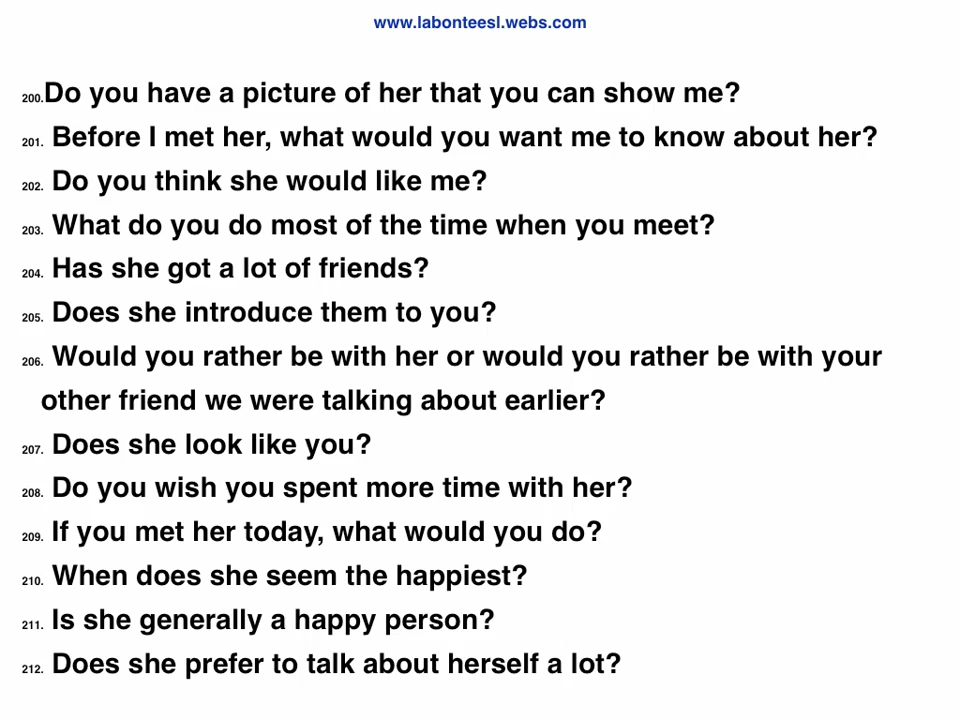 www.labonteesl.webs.com
200.Do you have a picture of her that you can show me?
201. Before I met her, what would you want me to know about her?
202. Do you think she would like me?
203. What do you do most of the time when you meet?
204. Has she got a lot of friends?
205. Does she introduce them to you?
206. Would you rather be with her or would you rather be with your
other friend we were talking about earlier?
207. Does she look like you?
208. Do you wish you spent more time with her?
209. If you met her today, what would you do?
210. When does she seem the happiest?
211. Is she generally a happy person?
212. Does she prefer to talk about herself a lot?